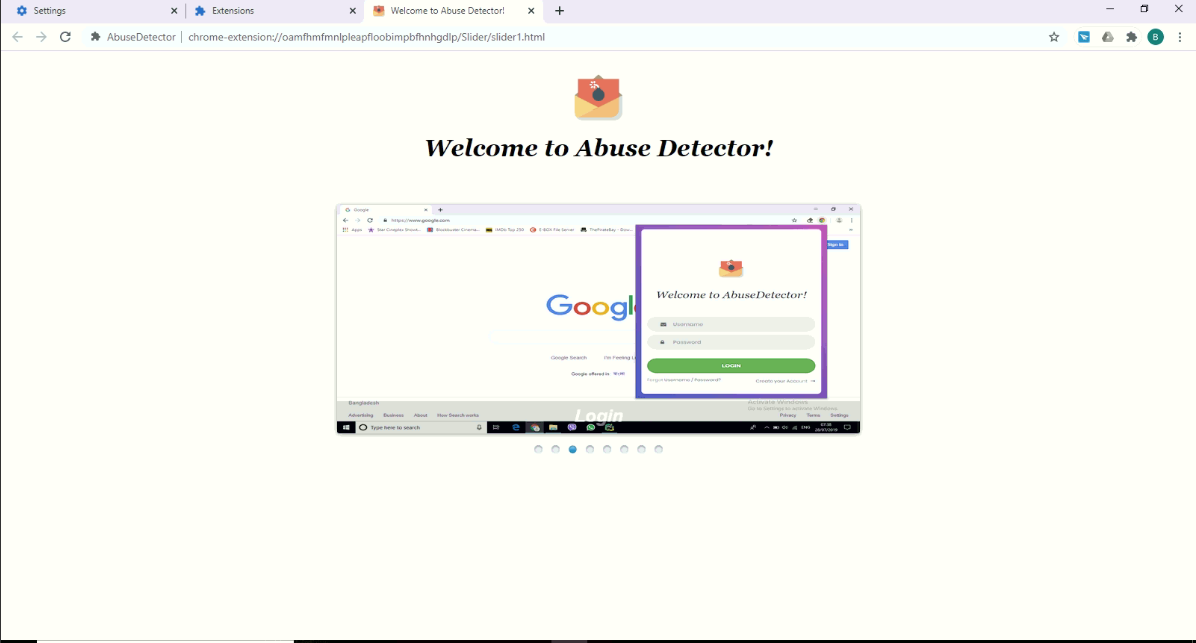 Settings
Extensions
Welcome to Abuse Detector!
AbuseDetector
chrome-extension://oamfhmfmnlpleapfloobimpbfhnhgdlp/Slider/slider1.html
B
Welcome to Abuse Detector!
Google
https://www.google.com
Apps
Sign in
Welcome to AbuseDetector!
Google
Username
Password
Google Search
I'm Feeling
LOGIN
Google offered in
Forgot Username / Password?
Create your Account
Bangladesh
Activate Windows
Go to Settings to activate Windows.
Advertising Business About How Search works
Login
Privacy Terms Settings
Type here to search
ENG